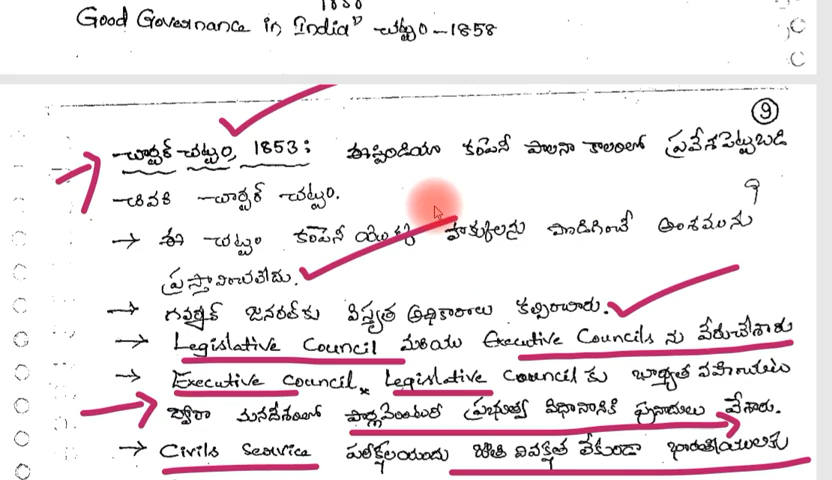 Good Governance in India" చట్టం - 1858
9
చార్టర్ చట్టం, 1853: ఈస్టిండియా కంపెనీ పాలనా కాలంలో ప్రవేశపెట్టబడి
చివరి చార్టర్ చట్టం.
→ ఈ చట్టం కంపెనీ యొక్క హక్కులను పొడిగించే అంశమును
ప్రస్తావించలేదు.
→ గవర్నర్ జనరల్‌కు విస్తృత అధికారాలు కల్పించారు.
→ Legislative Council మరియు Executive Councils ను వేరుచేశారు
→ Executive Council, Legislative Council కు బాధ్యత వహించుట
ద్వారా మనదేశంలో పార్లమెంటరీ ప్రభుత్వ విధానానికి పునాదులు వేశారు.
→ Civils Service పరీక్షలయందు జాతి వివక్షత లేకుండా భారతీయులకు